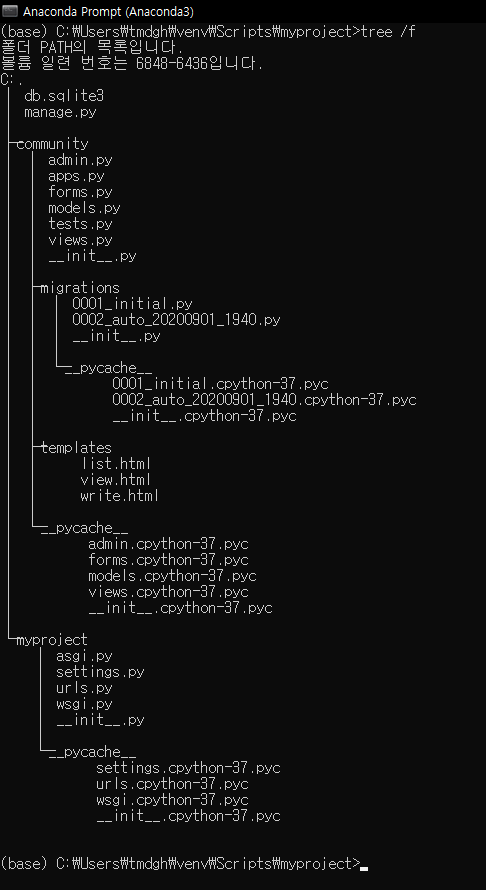 Anaconda Prompt (Anaconda3)
(base) C:₩Users₩tmdgh₩venv₩Scripts₩myproject>tree /f
폴더 PATH의 목록입니다.
볼륨 일련 번호는 6848-6436입니다.
C:.
db.sqlite3
manage.py
community
admin.py
apps.py
forms.py
models.py
tests.py
views.py
__init__.py
migrations
0001_initial.py
0002_auto_20200901_1940.py
__init__.py
__pycache__
0001_initial.cpython-37.pyc
0002_auto_20200901_1940.cpython-37.pyc
__init__.cpython-37.pyc
templates
list.html
view.html
write.html
__pycache__
admin.cpython-37.pyc
forms.cpython-37.pyc
models.cpython-37.pyc
views.cpython-37.pyc
__init__.cpython-37.pyc
myproject
asgi.py
settings.py
urls.py
wsgi.py
__init__.py
__pycache__
settings.cpython-37.pyc
urls.cpython-37.pyc
wsgi.cpython-37.pyc
__init__.cpython-37.pyc
(base) C:₩Users₩tmdgh₩venv₩Scripts₩myproject>